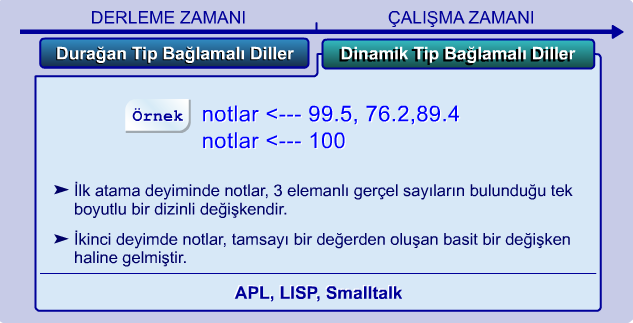 DERLEME ZAMANI
ÇALIŞMA ZAMANI
Durağan Tip Bağlamalı Diller
Dinamik Tip Bağlamalı Diller
Örnek
notlar <--- 99.5, 76.2,89.4
notlar <--- 100
➤ İlk atama deyiminde notlar, 3 elemanlı gerçel sayıların bulunduğu tek
boyutlu bir dizinli değişkendir.
➤ İkinci deyimde notlar, tamsayı bir değerden oluşan basit bir değişken
haline gelmiştir.
APL, LISP, Smalltalk